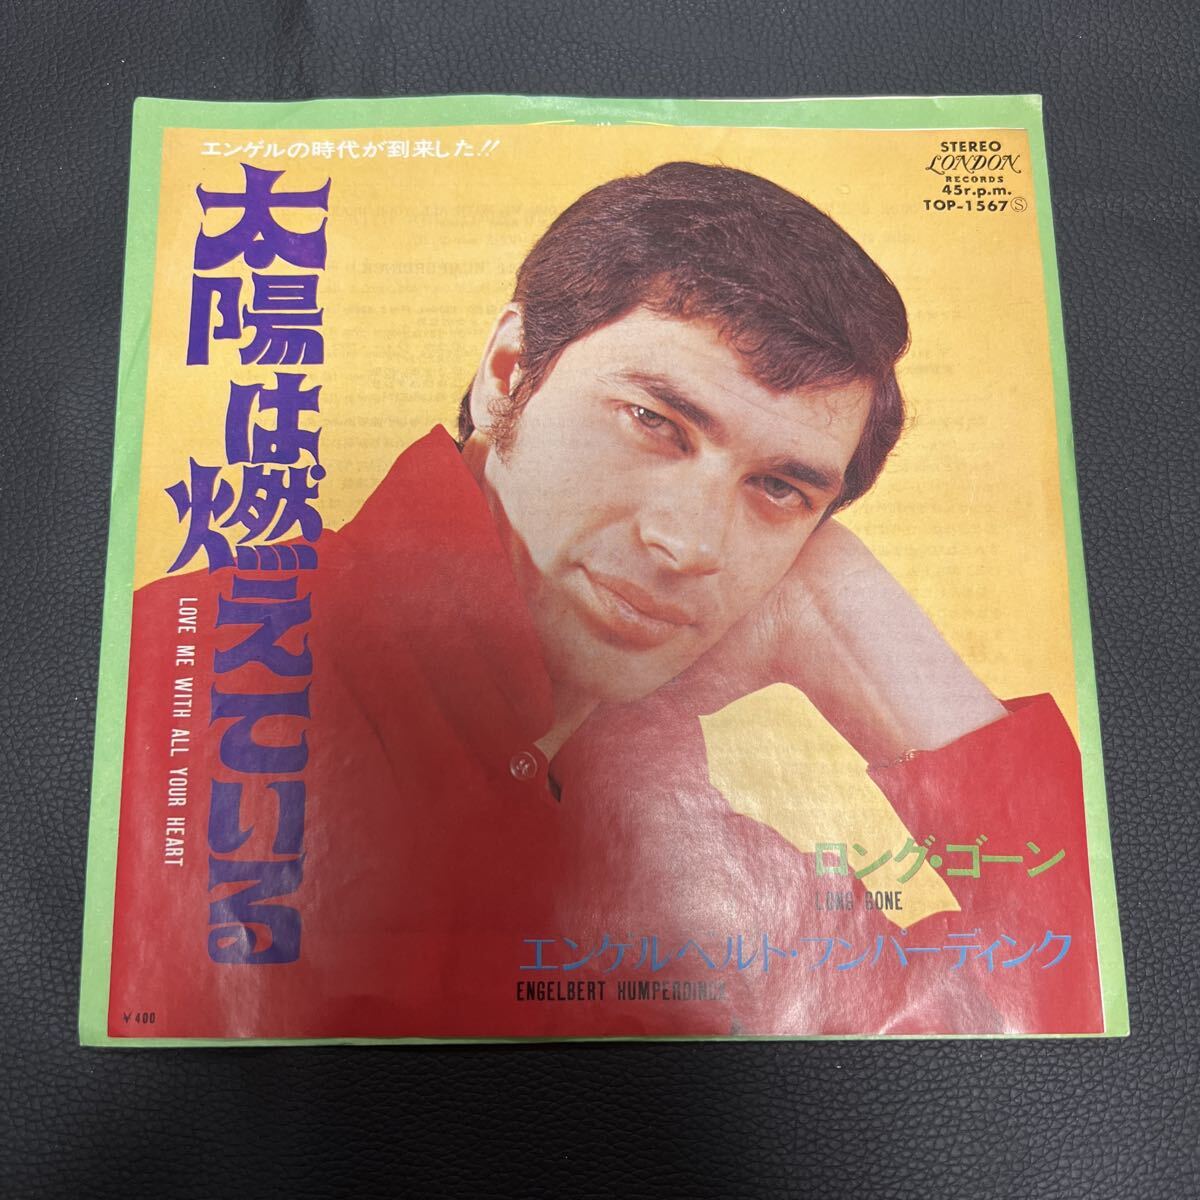 エンゲルの時代が到来した!!
太陽は燃えている
LOVE ME WITH ALL YOUR HEART
STEREO
LONDON
RECORDS
45r.p.m.
TOP-1567Ⓢ
ロング・ゴーン
LONG GONE
エンゲルベルト・フンパーディンク
ENGELBERT HUMPERDINCK
¥400